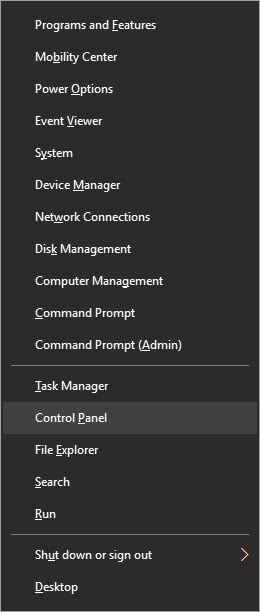 Programs and Features
Mobility Center
Power Options
Event Viewer
System
Device Manager
Network Connections
Disk Management
Computer Management
Command Prompt
Command Prompt (Admin)
Task Manager
Control Panel
File Explorer
Search
Run
Shut down or sign out
Desktop